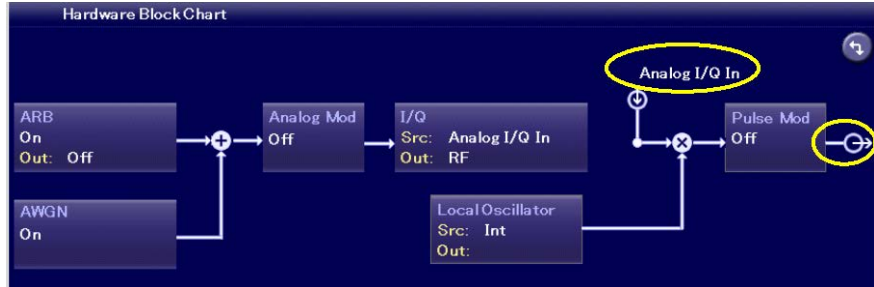 Hardware Block Chart
Analog I/Q In
ARB
On
Out: Off
Analog Mod
Off
I/Q
Src: Analog I/Q In
Out: RF
Pulse Mod
Off
AWGN
On
Local Oscillator
Src: Int
Out: